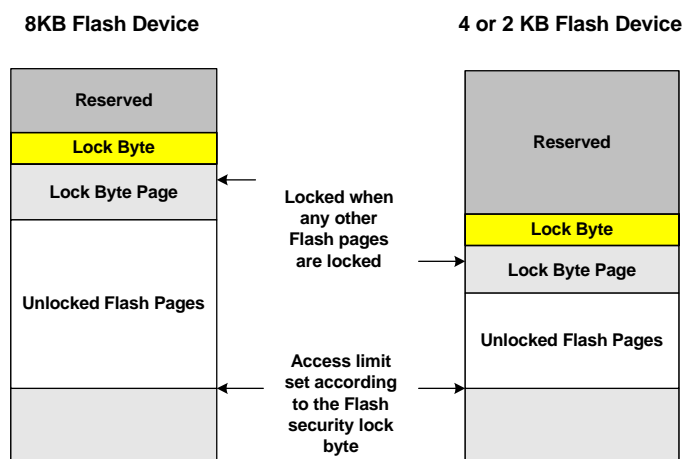 8KB Flash Device
4 or 2 KB Flash Device
Reserved
Lock Byte
Lock Byte Page
Unlocked Flash Pages
Locked when
any other
Flash pages
are locked
Access limit
set according
to the Flash
security lock
byte
Reserved
Lock Byte
Lock Byte Page
Unlocked Flash Pages